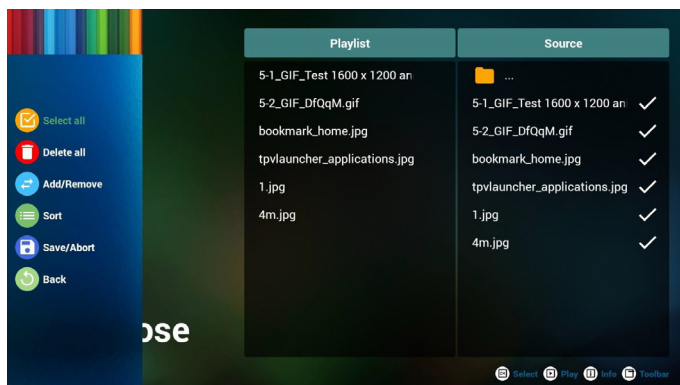 Select all
Delete all
Add/Remove
Sort
Save/Abort
Back
ose
Playlist
5-1_GIF_Test 1600 x 1200 an
5-2_GIF_DfQqM.gif
bookmark_home.jpg
tpvlauncher_applications.jpg
1.jpg
4m.jpg
Source
...
5-1_GIF_Test 1600 x 1200 an
5-2_GIF_DfQqM.gif
bookmark_home.jpg
tpvlauncher_applications.jpg
1.jpg
4m.jpg
Select Play Info Toolbar